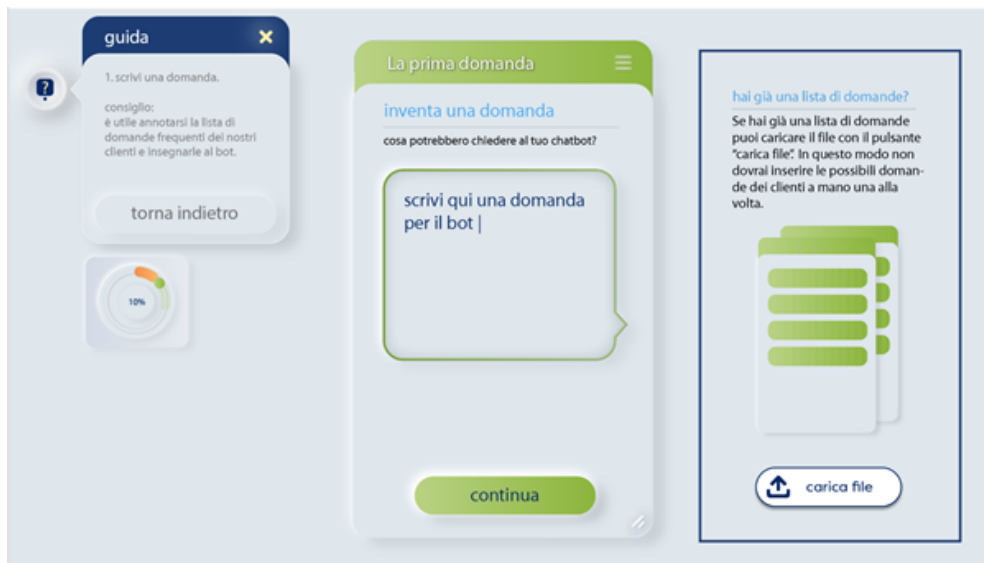 guida
1. scrivi una domanda.
consiglio:
è utile annotarsi la lista di
domande frequenti dei nostri
clienti e insegnarle al bot.
torna indietro
10%
La prima domanda
inventa una domanda
cosa potrebbero chiedere al tuo chatbot?
scrivi qui una domanda
per il bot |
continua
hai già una lista di domande?
Se hai già una lista di domande
puoi caricare il file con il pulsante
“carica file”. In questo modo non
dovrai inserire le possibili doman-
de dei clienti a mano una alla
volta.
carica file